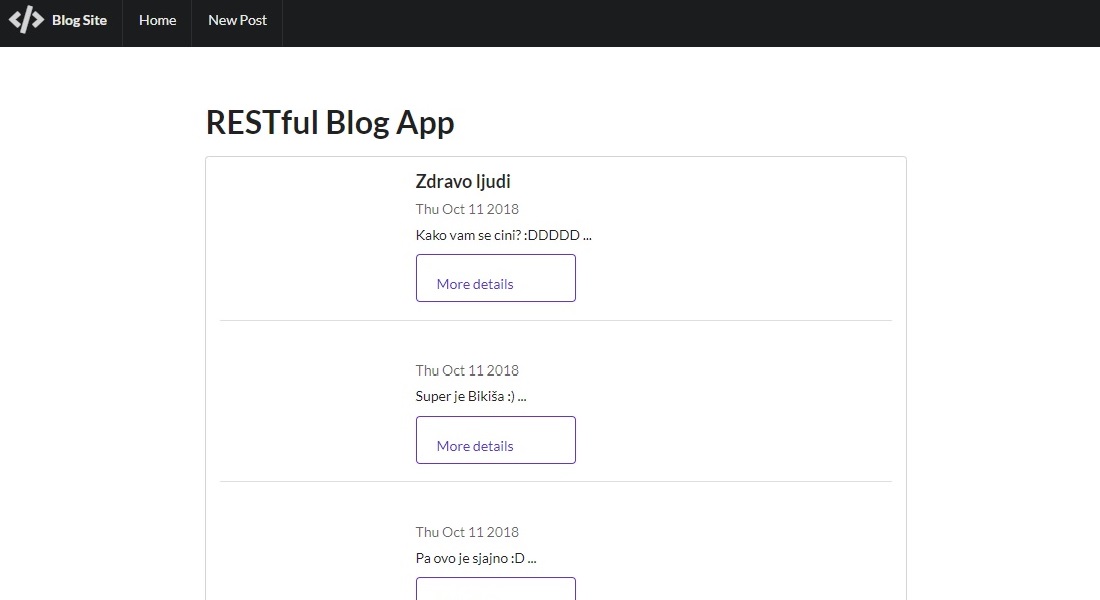 Blog Site
Home
New Post
RESTful Blog App
Zdravo ljudi
Thu Oct 11 2018
Kako vam se cini? :DDDDD ...
More details
Thu Oct 11 2018
Super je Bikiša :) ...
More details
Thu Oct 11 2018
Pa ovo je sjajno :D ...